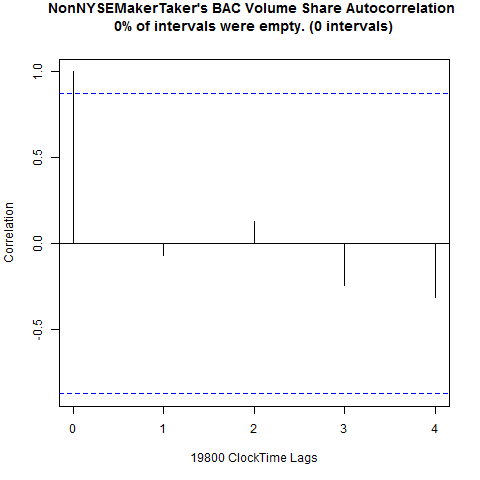 NonNYSEMakerTaker's BAC Volume Share Autocorrelation
0% of intervals were empty. (0 intervals)
Correlation
1.0
0.5
0.0
-0.5
0 1 2 3 4
19800 ClockTime Lags